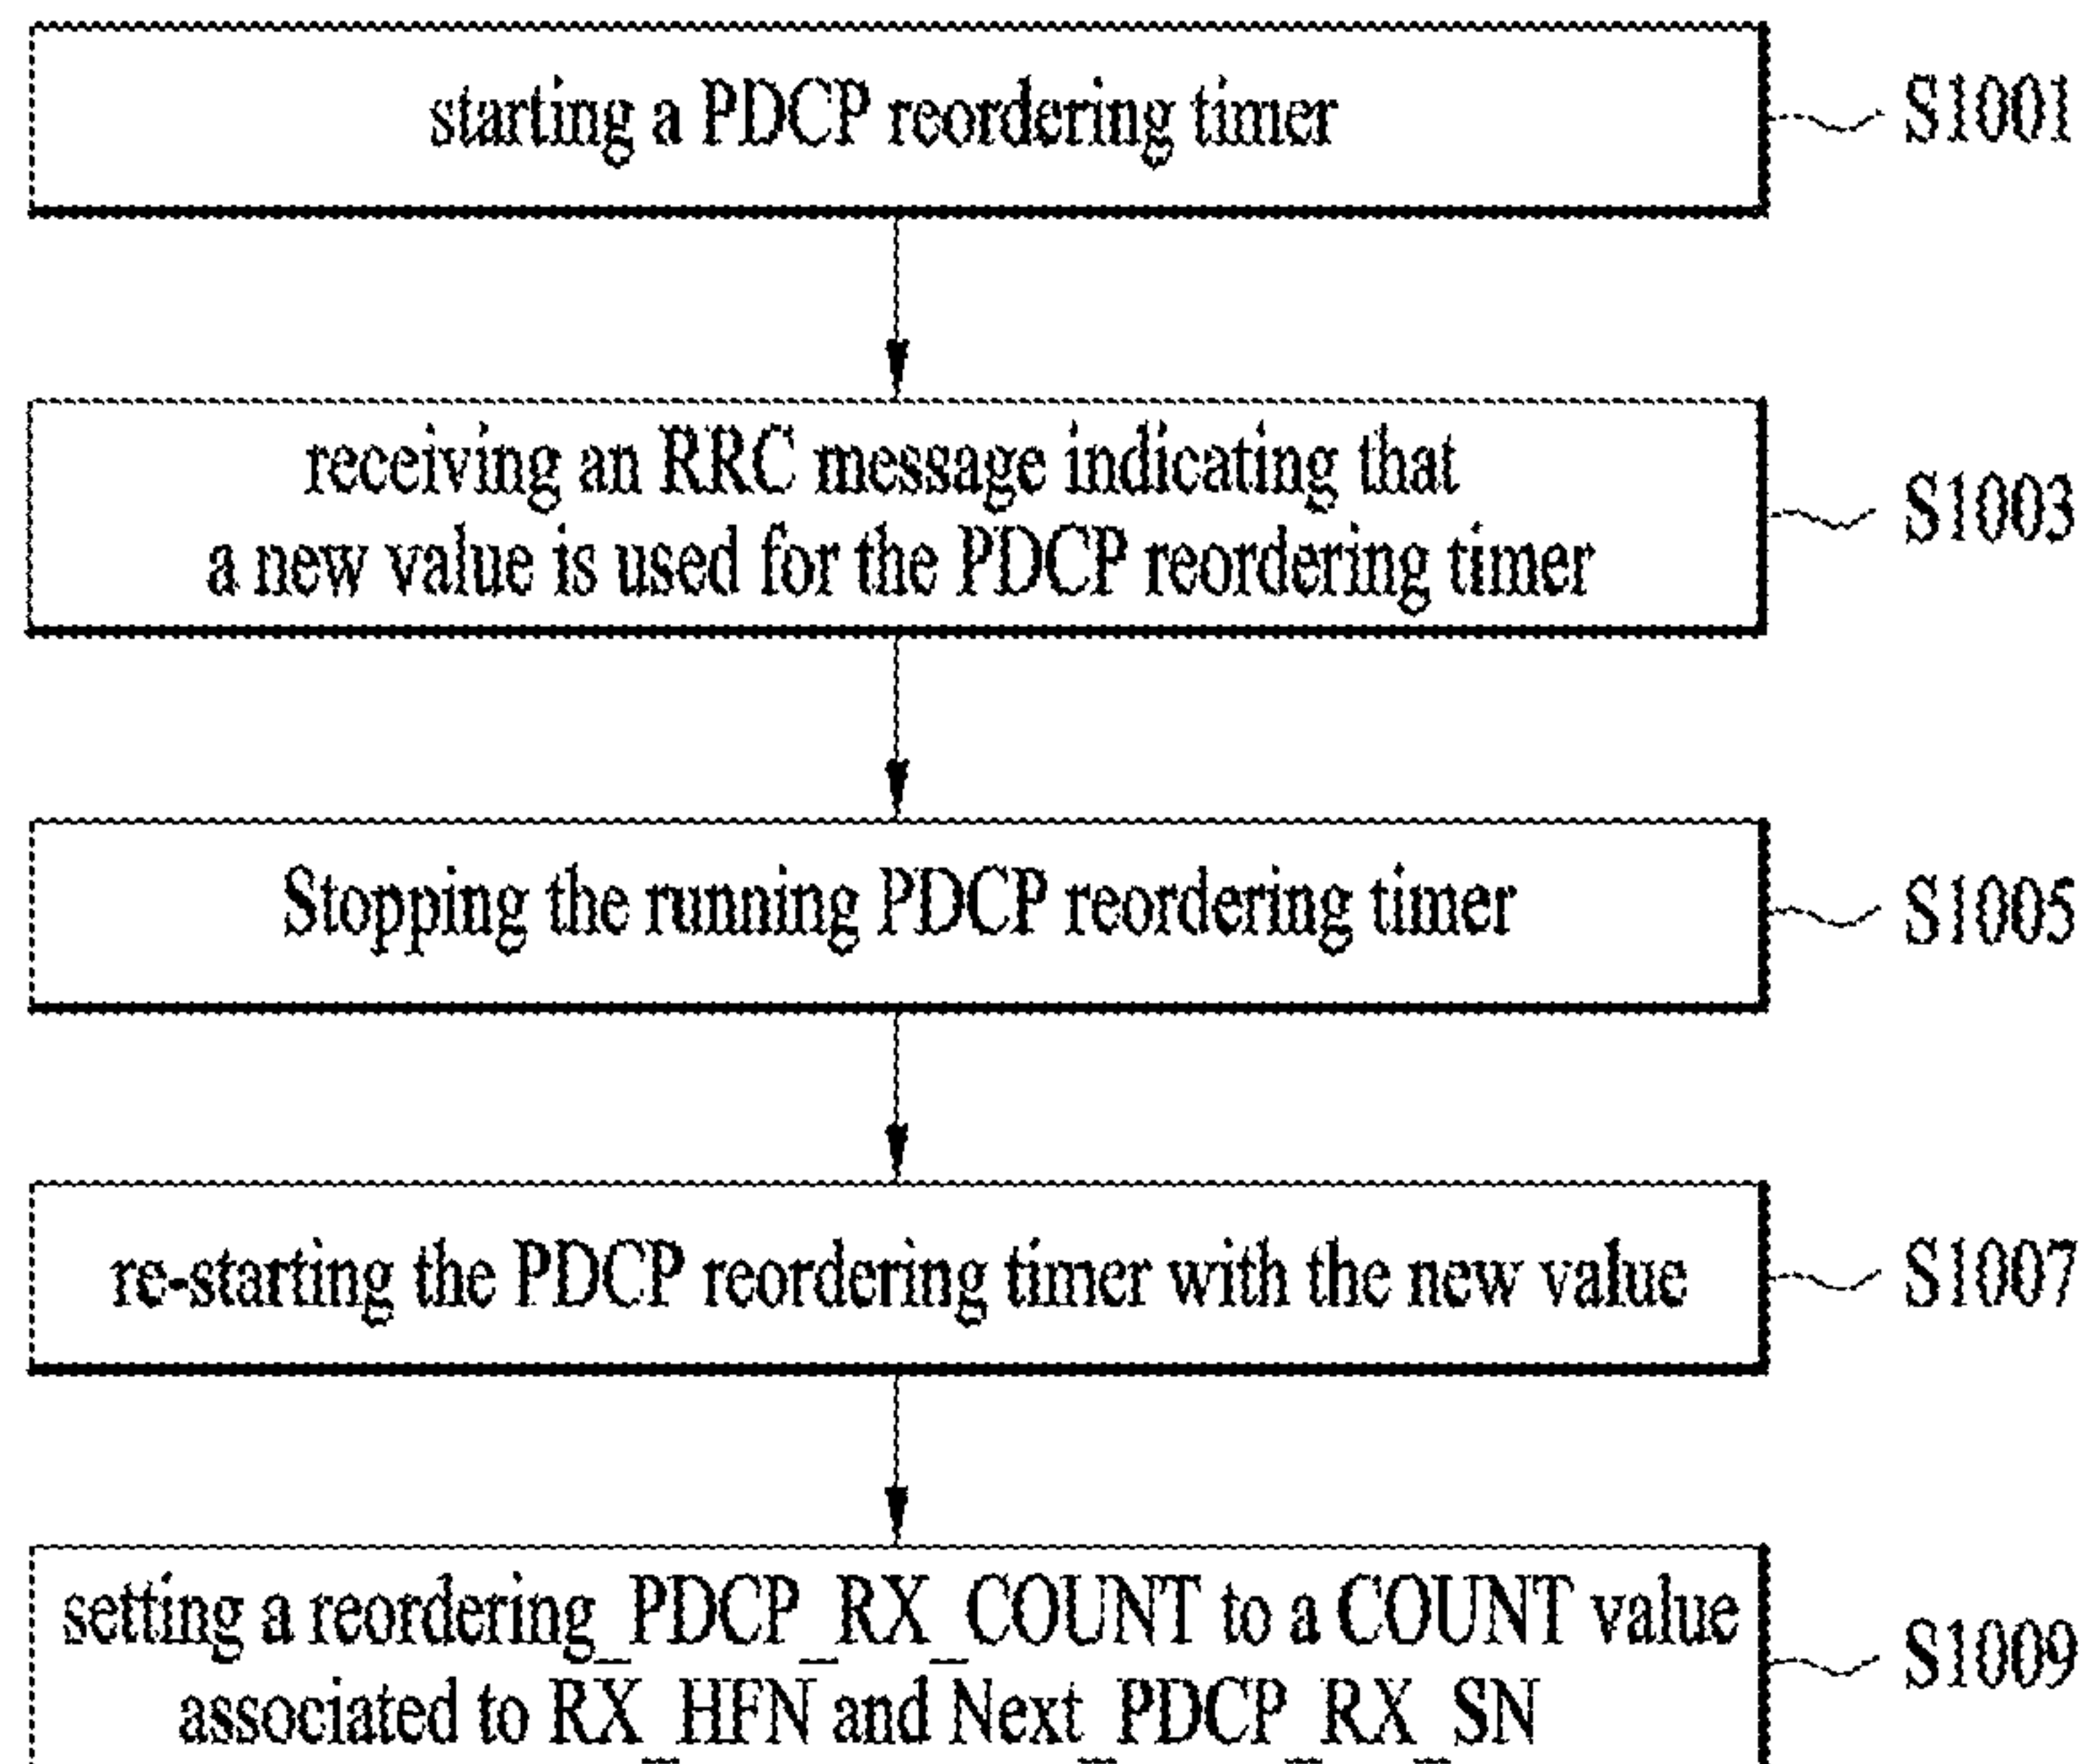 starting a PDCP reordering timer
S1001
receiving an RRC message indicating that
a new value is used for the PDCP reordering timer
S1003
Stopping the running PDCP reordering timer
S1005
re-starting the PDCP reordering timer with the new value
S1007
setting a reordering_PDCP_RX_COUNT to a COUNT value
associated to RX_HFN and Next_PDCP_RX_SN
S1009